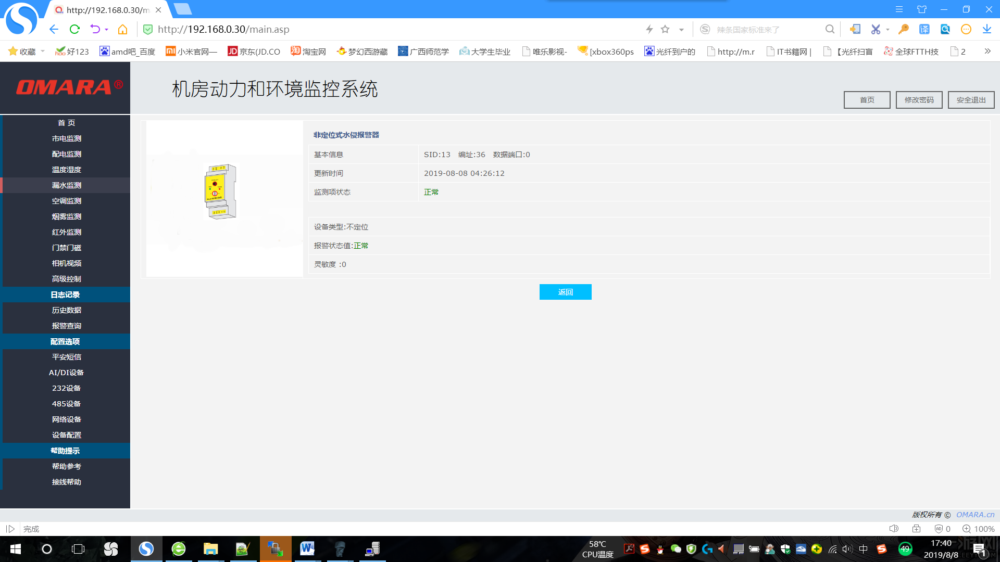 http://192.168.0.30/m
http://192.168.0.30/main.asp
辣条国家标准来了
收藏 好123 amd吧_百度 小米官网— 京东(JD.CO 淘宝网 梦幻西游藏 广西师范学 大学生毕业 唯乐影视- [xbox360ps 光纤到户的 http://m.r IT书籍网 | 【光纤扫盲 全球FTTH技 2
OMARA®
机房动力和环境监控系统
首页 修改密码 安全退出
首 页
市电监测
配电监测
温度湿度
漏水监测
空调监测
烟雾监测
红外监测
门禁门磁
相机视频
高级控制
日志记录
历史数据
报警查询
配置选项
平安短信
AI/DI设备
232设备
485设备
网络设备
设备配置
帮助提示
帮助参考
接线帮助
非定位式水侵报警器
基本信息 SID:13 编址:36 数据端口:0
更新时间 2019-08-08 04:26:12
监测项状态 正常
设备类型:不定位
报警状态值:正常
灵敏度 :0
返回
版权所有 © OMARA.cn
完成
0 100%
58℃
CPU温度
中
49
17:40
2019/8/8
1